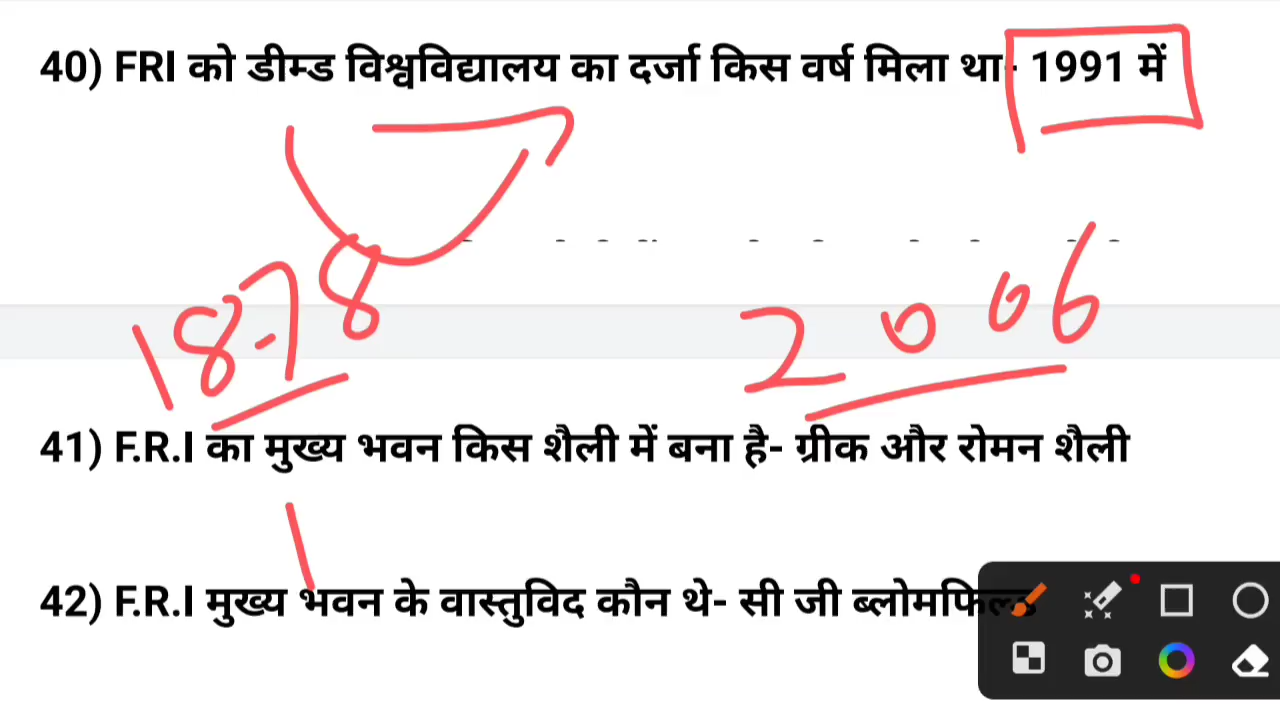 40) FRI को डीम्ड विश्वविद्यालय का दर्जा किस वर्ष मिला था- 1991 में
1878
2006
41) F.R.I का मुख्य भवन किस शैली में बना है- ग्रीक और रोमन शैली
42) F.R.I मुख्य भवन के वास्तुविद कौन थे- सी जी ब्लोमफिल्ड